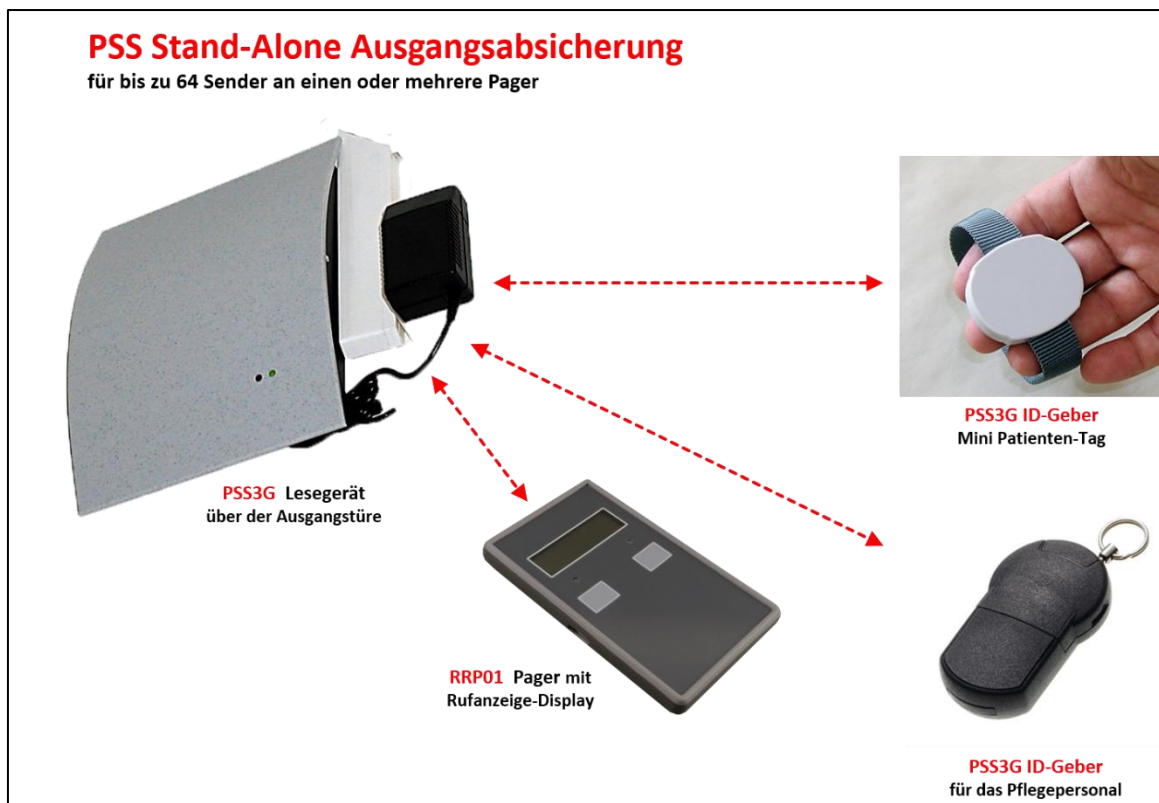 PSS Stand-Alone Ausgangsabsicherung
für bis zu 64 Sender an einen oder mehrere Pager
PSS3G ID-Geber
Mini Patienten-Tag
PSS3G Lesegerät
über der Ausgangstüre
RRP01 Pager mit
Rufanzeige-Display
PSS3G ID-Geber
für das Pflegepersonal